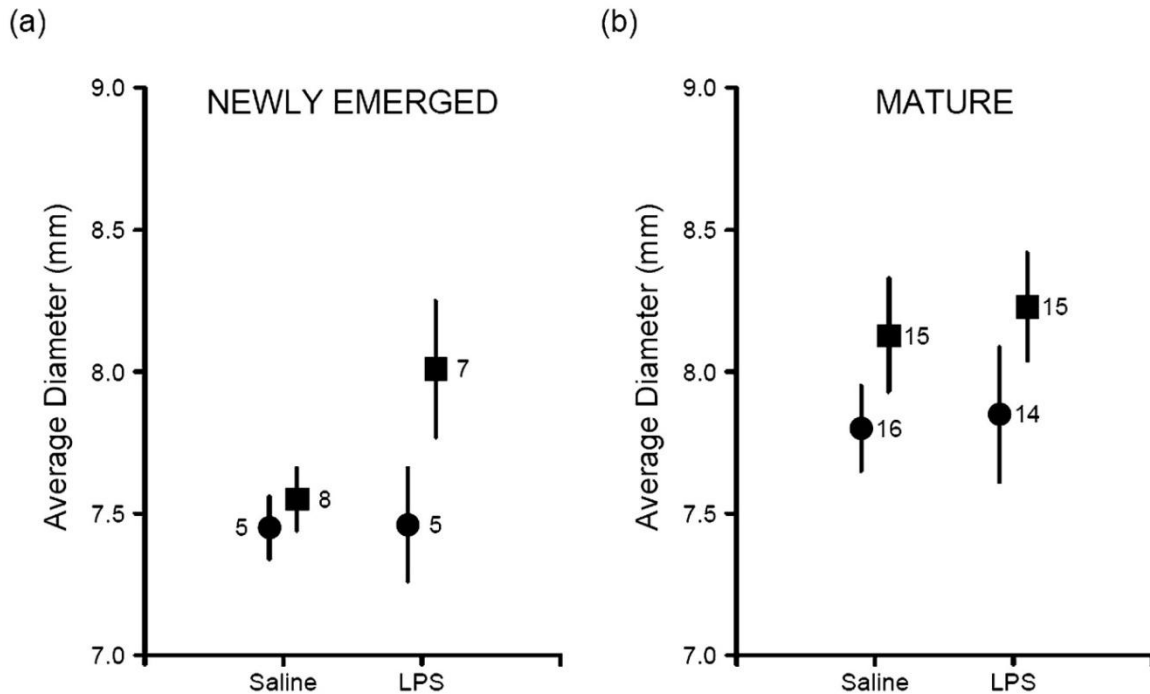 (a)
NEWLY EMERGED
Average Diameter (mm)
9.0
8.5
8.0
7.5
7.0
5
8
5
7
Saline LPS
(b)
MATURE
Average Diameter (mm)
9.0
8.5
8.0
7.5
7.0
16
15
14
15
Saline LPS